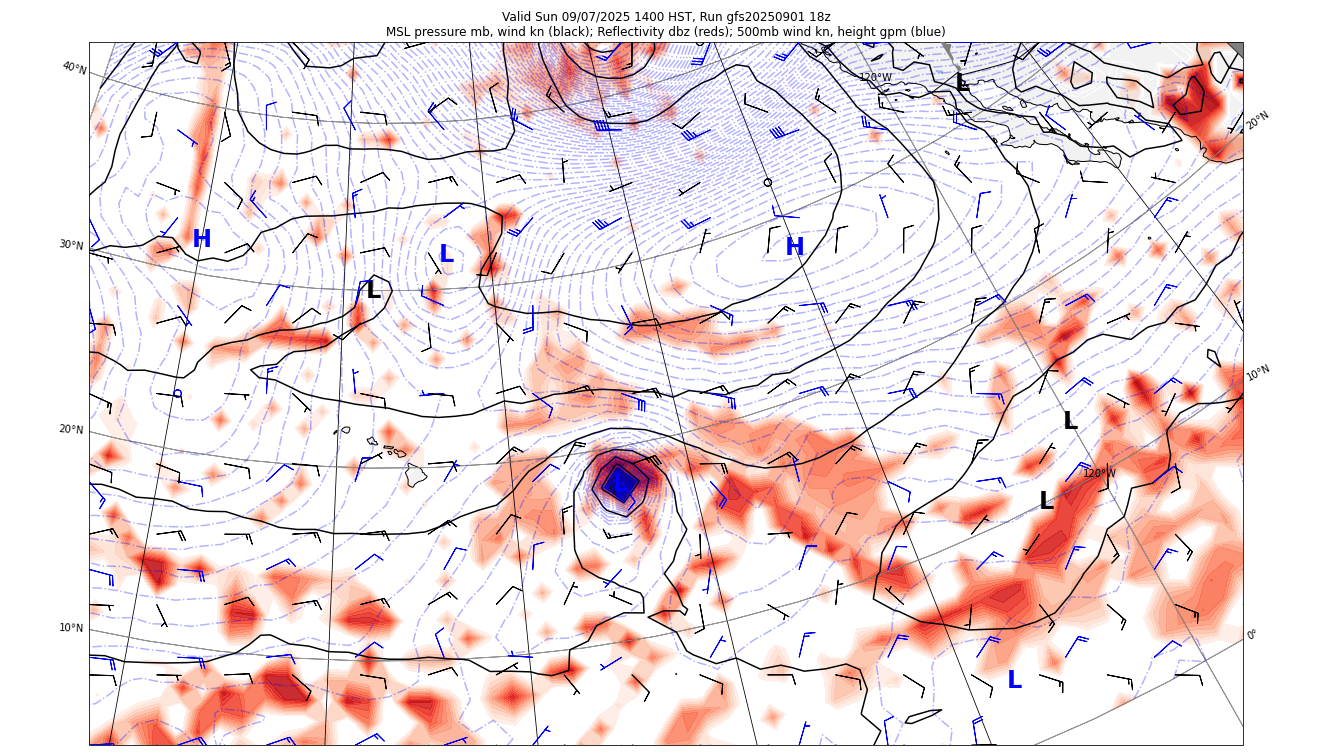 Valid Sun 09/07/2025 1400 HST, Run gfs20250901 18z
MSL pressure mb, wind kn (black); Reflectivity dbz (reds); 500mb wind kn, height gpm (blue)
40°N
120°W
L
20°N
H
30°N
L
H
L
10°N
20°N
L
120°W
L
L
10°N
0°
L